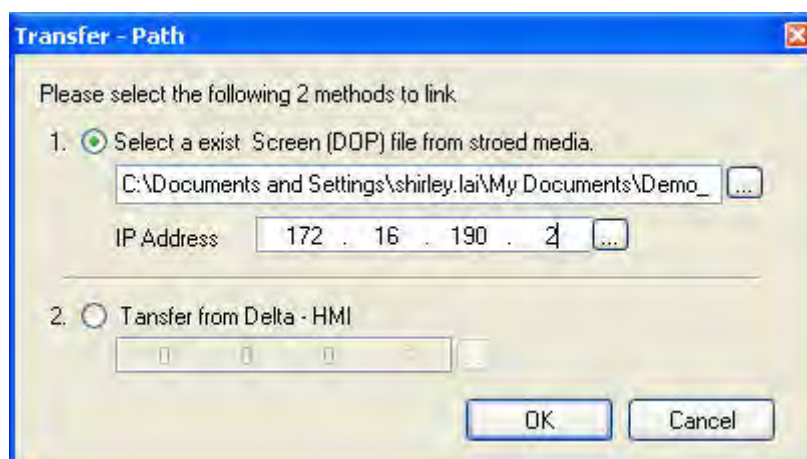 Transfer - Path
Please select the following 2 methods to link
1. Select a exist Screen (DOP) file from stroed media.
C:\Documents and Settings\shirley.lai\My Documents\Demo_ ...
IP Address 172 . 16 . 190 . 2 ...
2. Tansfer from Delta - HMI
0 0 0
OK Cancel